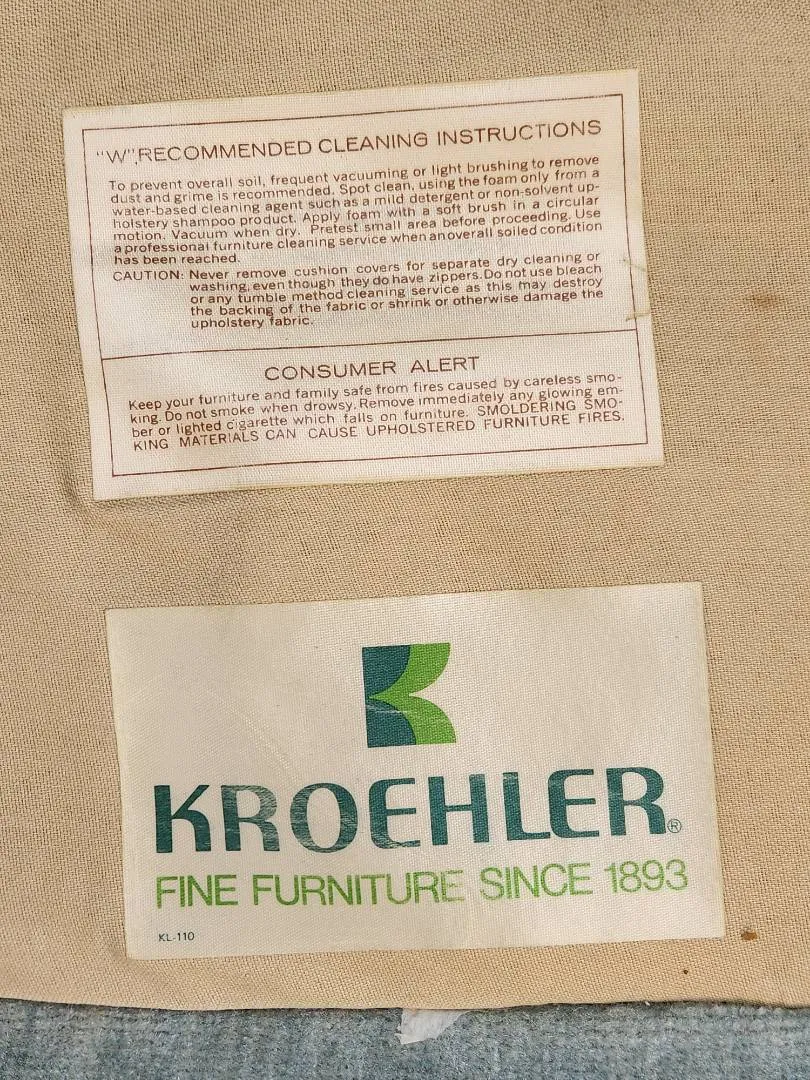 "W" RECOMMENDED CLEANING INSTRUCTIONS
To prevent overall soil, frequent vacuuming or light brushing to remove
dust and grime is recommended. Spot clean, using the foam only from a
water-based cleaning agent such as a mild detergent or non-solvent up-
holstery shampoo product. Apply foam with a soft brush in a circular
motion. Vacuum when dry. Pretest small area before proceeding. Use
a professional furniture cleaning service when an overall soiled condition
has been reached.
CAUTION: Never remove cushion covers for separate dry cleaning or
washing, even though they do have zippers. Do not use bleach
or any tumble method cleaning service as this may destroy
the backing of the fabric or shrink or otherwise damage the
upholstery fabric.
CONSUMER ALERT
Keep your furniture and family safe from fires caused by careless smo-
king. Do not smoke when drowsy. Remove immediately any glowing em-
ber or lighted cigarette which falls on furniture. SMOLDERING SMO-
KING MATERIALS CAN CAUSE UPHOLSTERED FURNITURE FIRES.
KROEHLER®
FINE FURNITURE SINCE 1893
KL-110